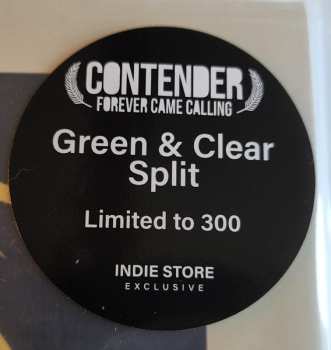 CONTENDER
FOREVER CAME CALLING
Green & Clear
Split
Limited to 300
INDIE STORE
EXCLUSIVE